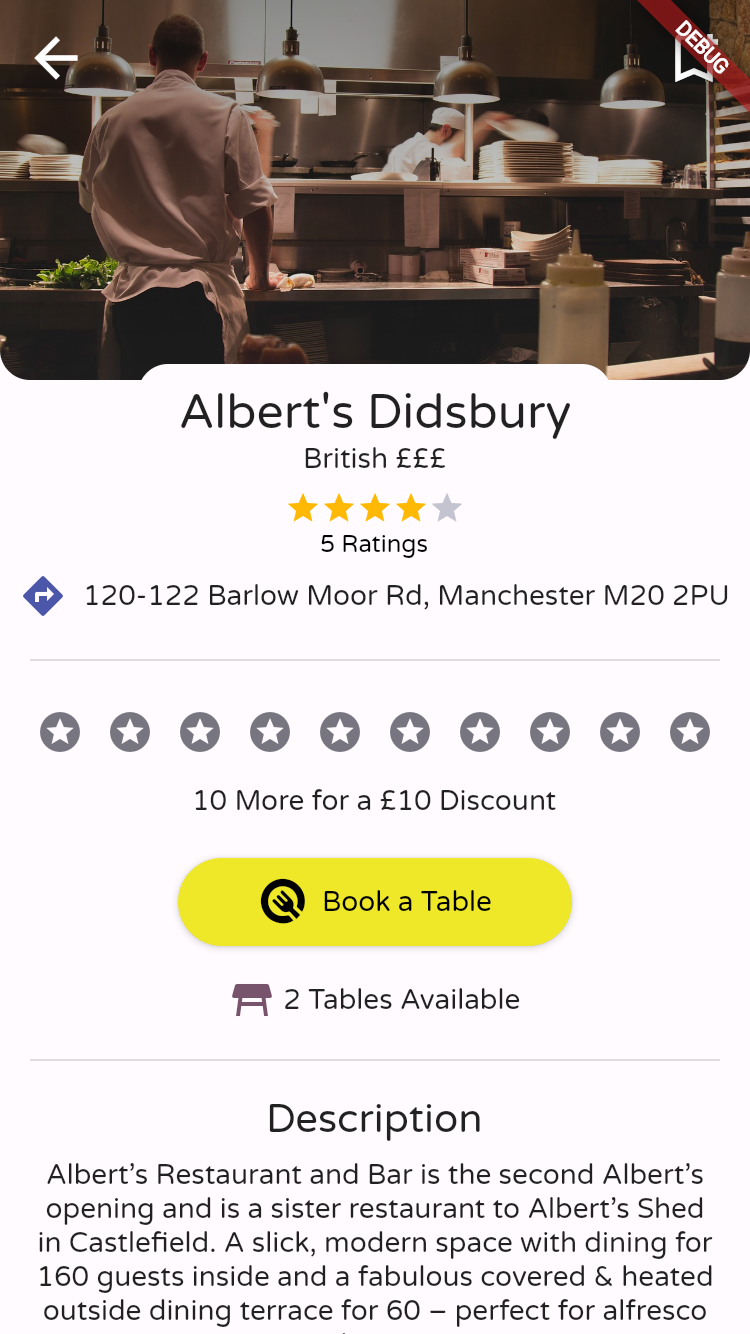 DEBUG
Albert's Didsbury
British £££
5 Ratings
120-122 Barlow Moor Rd, Manchester M20 2PU
10 More for a £10 Discount
Book a Table
2 Tables Available
Description
Albert’s Restaurant and Bar is the second Albert’s
opening and is a sister restaurant to Albert’s Shed
in Castlefield. A slick, modern space with dining for
160 guests inside and a fabulous covered & heated
outside dining terrace for 60 – perfect for alfresco